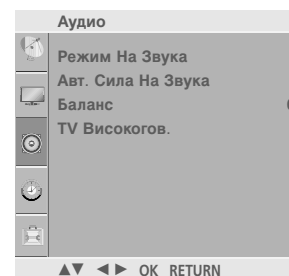 Аудио
Режим На Звука
Авт. Сила На Звука
Баланс
TV Високогов.
▲▼ ◄► OK RETURN